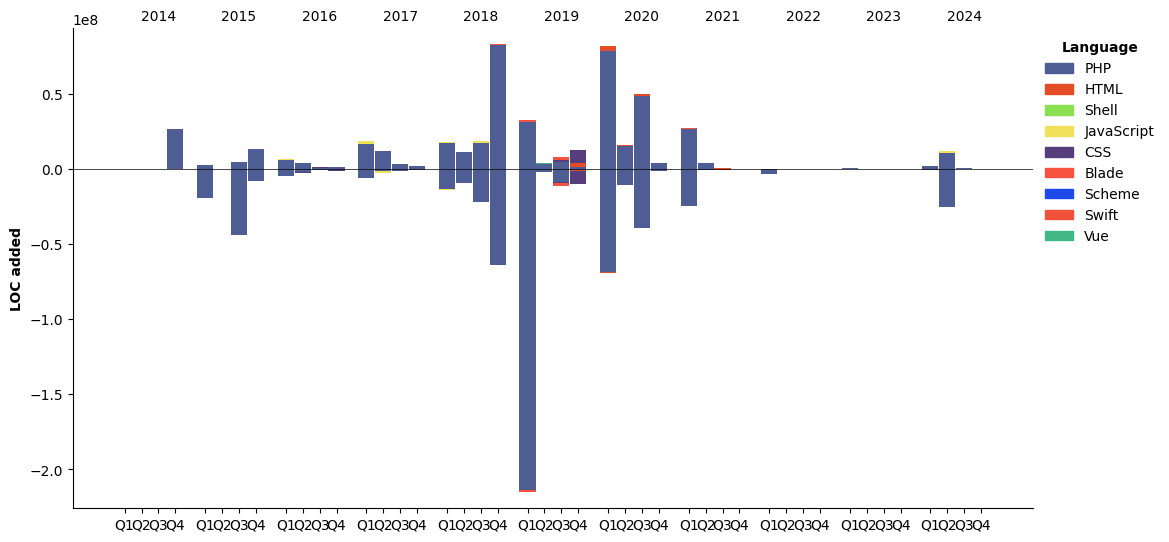 2014 2015 2016 2017 2018 2019 2020 2021 2022 2023 2024
1e8
Language
PHP
HTML
Shell
JavaScript
CSS
Blade
Scheme
Swift
Vue
0.5
0.0
−0.5
−1.0
−1.5
−2.0
LOC added
Q1Q2Q3Q4 Q1Q2Q3Q4 Q1Q2Q3Q4 Q1Q2Q3Q4 Q1Q2Q3Q4 Q1Q2Q3Q4 Q1Q2Q3Q4 Q1Q2Q3Q4 Q1Q2Q3Q4 Q1Q2Q3Q4 Q1Q2Q3Q4